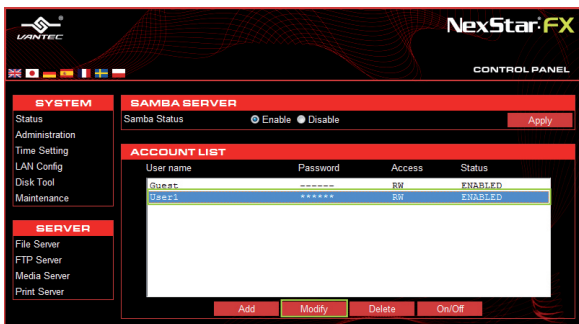 VANTEC
NexStar FX
CONTROL PANEL
SYSTEM
Status
Administration
Time Setting
LAN Config
Disk Tool
Maintenance
SERVER
File Server
FTP Server
Media Server
Print Server
SAMBA SERVER
Samba Status Enable Disable
Apply
ACCOUNT LIST
User name Password Access Status
Guest ------ RW ENABLED
User1 ****** RW ENABLED
Add Modify Delete On/Off